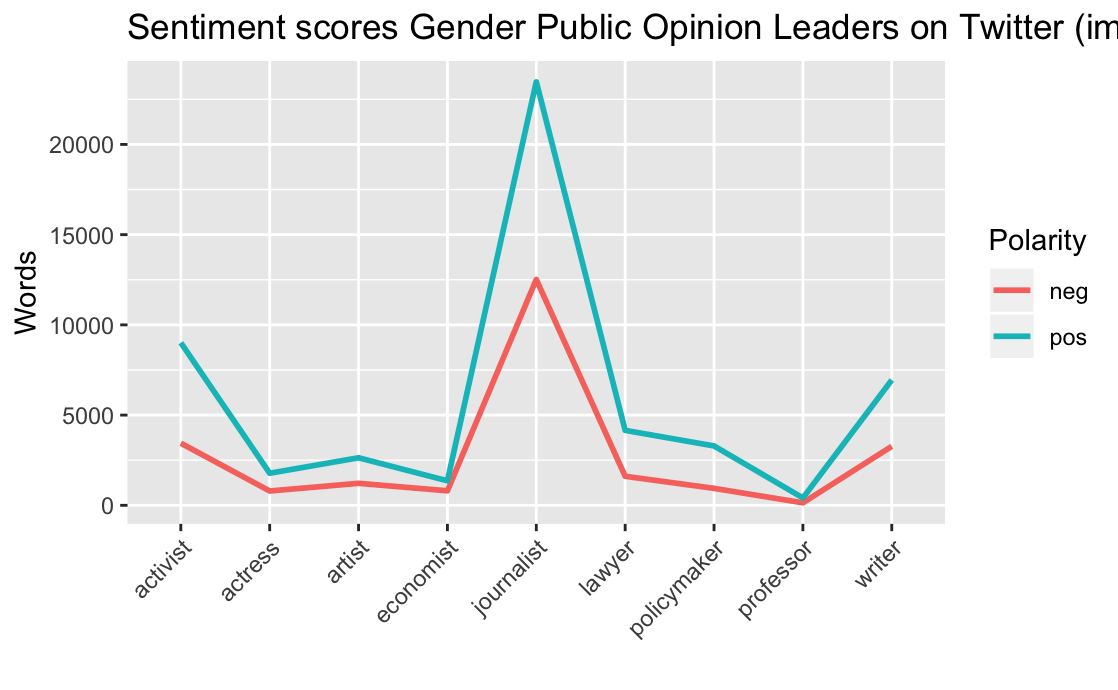 Sentiment scores Gender Public Opinion Leaders on Twitter
Words
20000
15000
10000
5000
0
activist
actress
artist
economist
journalist
lawyer
policymaker
professor
writer
Polarity
neg
pos